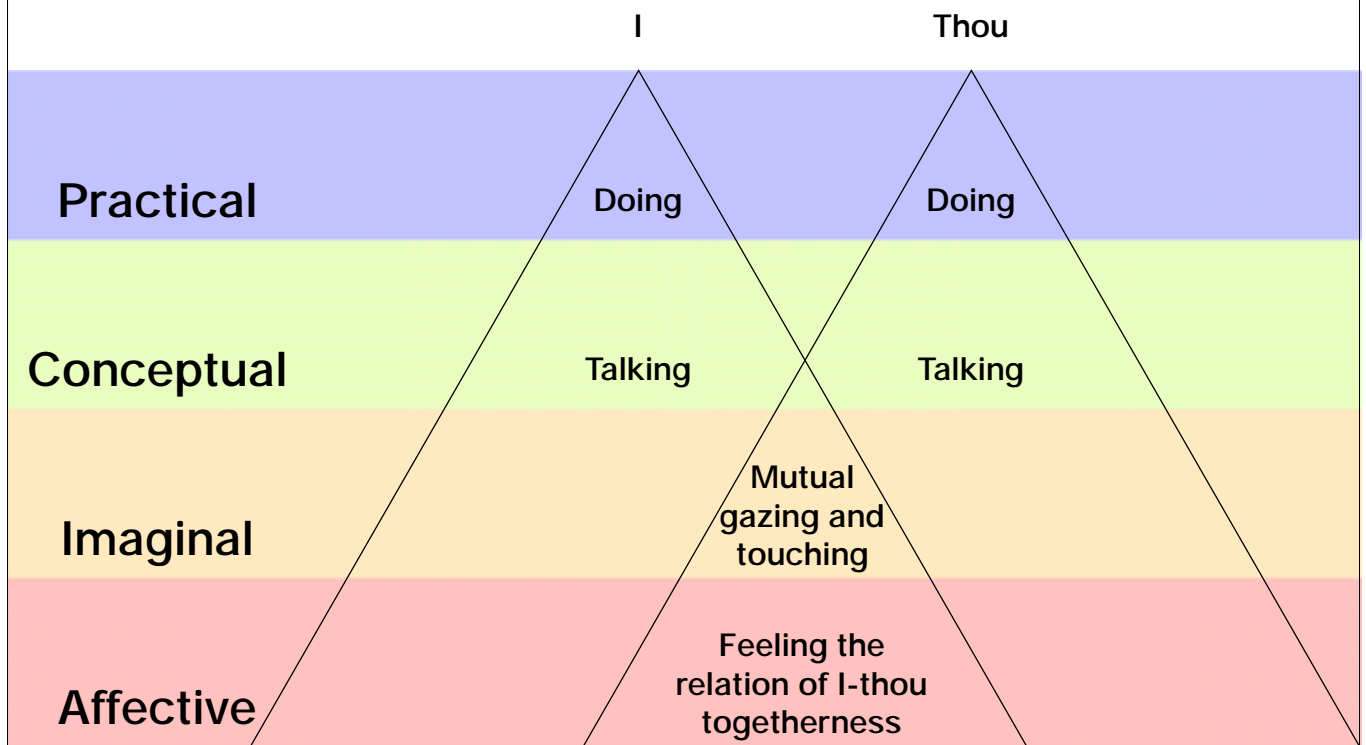 I Thou
Practical Doing Doing
Conceptual Talking Talking
Imaginal
Mutual
gazing and
touching
Affective
Feeling the
relation of I-thou
togetherness